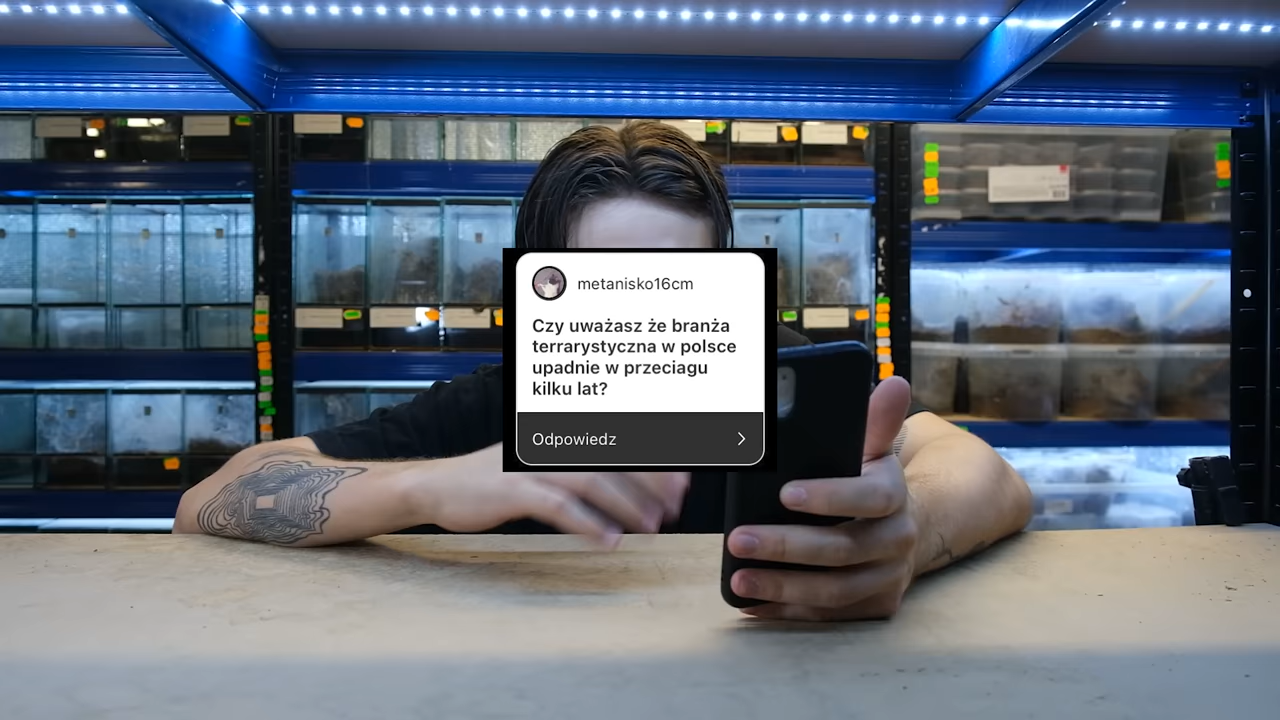 metanisko16cm
Czy uważasz że branża
terrarystyczna w polsce
upadnie w przeciagu
kilku lat?
Odpowiedz